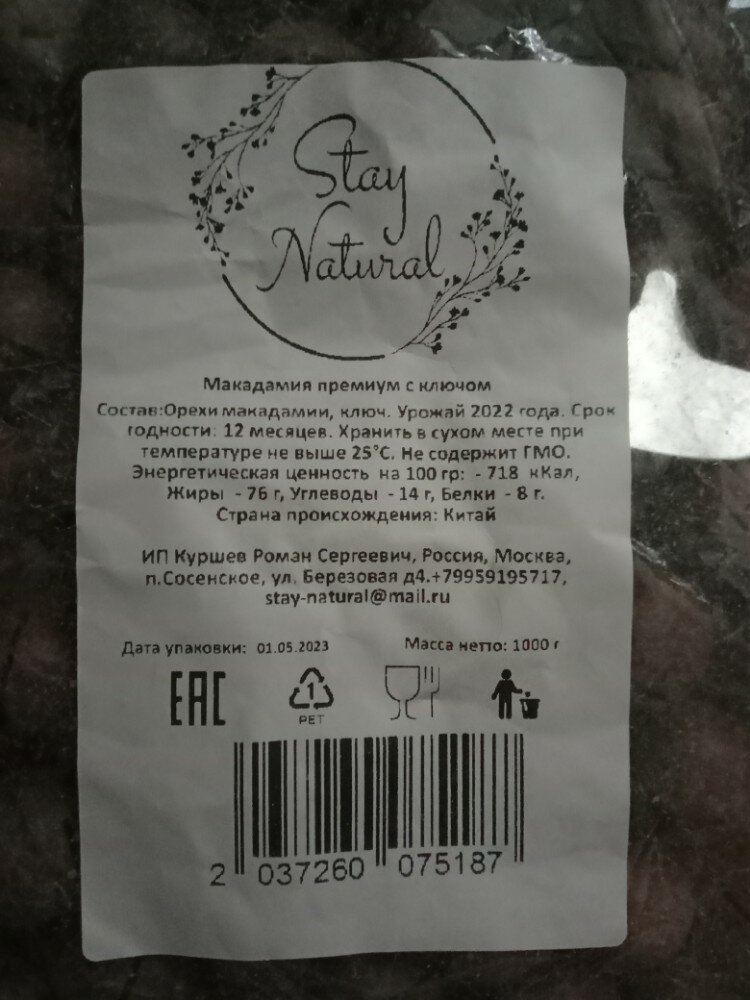 Stay
Natural
Макадамия премиум с ключом
Состав:Орехи макадамии, ключ. Урожай 2022 года. Срок
годности: 12 месяцев. Хранить в сухом месте при
температуре не выше 25°С. Не содержит ГМО.
Энергетическая ценность на 100 гр: - 718 кКал,
Жиры - 76 г, Углеводы - 14 г, Белки - 8 г.
Страна происхождения: Китай
ИП Куршев Роман Сергеевич, Россия, Москва,
п.Сосенское, ул. Березовая д4.+79959195717,
stay-natural@mail.ru
Дата упаковки: 01.05.2023 Масса нетто: 1000 г
EAC 1
PET
2 037260 075187